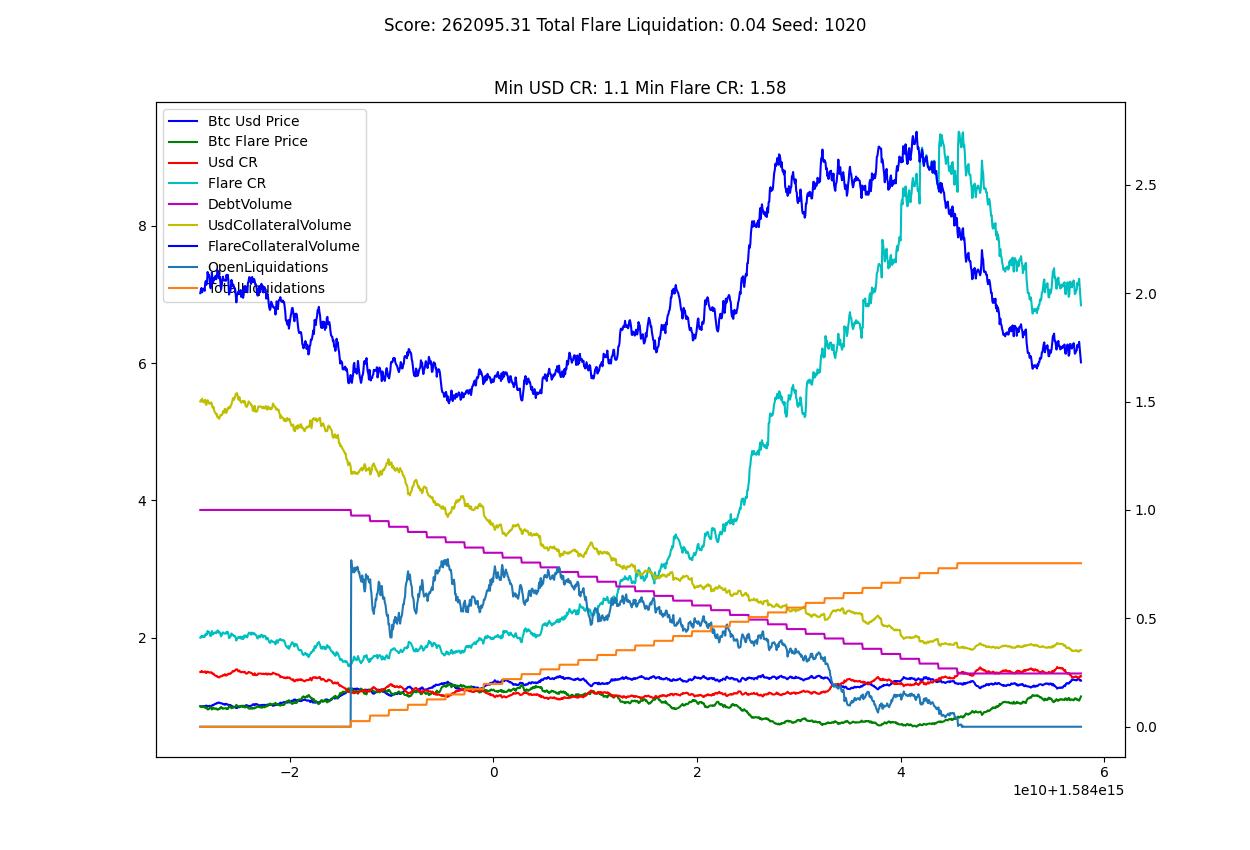 Score: 262095.31 Total Flare Liquidation: 0.04 Seed: 1020
Min USD CR: 1.1 Min Flare CR: 1.58
Btc Usd Price
Btc Flare Price
Usd CR
Flare CR
DebtVolume
UsdCollateralVolume
FlareCollateralVolume
OpenLiquidations
TotalLiquidations
8
6
4
2
2.5
2.0
1.5
1.0
0.5
0.0
−2 0 2 4 6
1e10+1.584e15